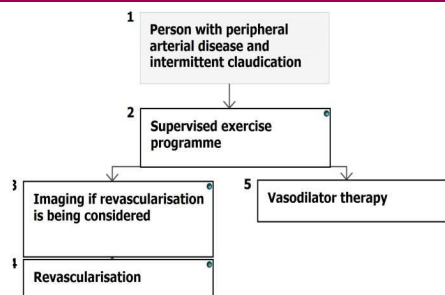 1
Person with peripheral
arterial disease and
intermittent claudication
2
Supervised exercise
programme
3
Imaging if revascularisation
is being considered
5
Vasodilator therapy
4
Revascularisation